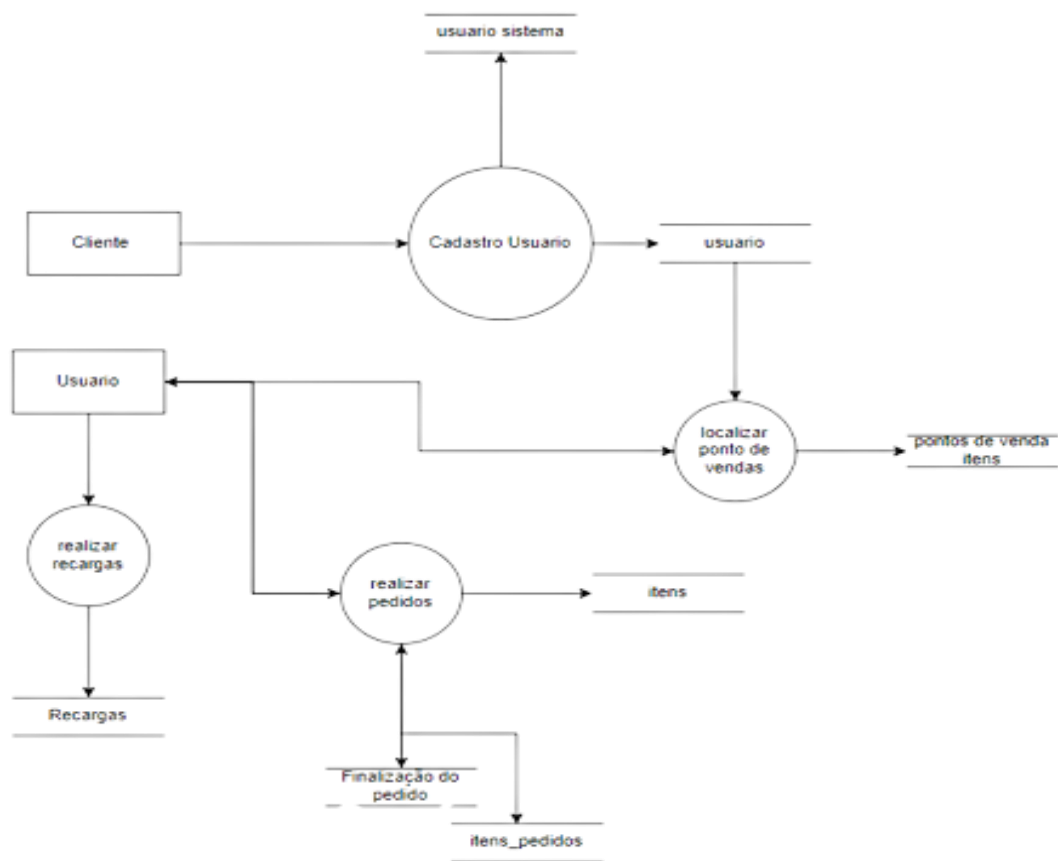 usuario sistema
Cliente
Cadastro Usuario
usuario
Usuario
localizar
ponto de
vendas
pontos de venda
itens
realizar
recargas
realizar
pedidos
itens
Recargas
Finalização do
pedido
itens_pedidos